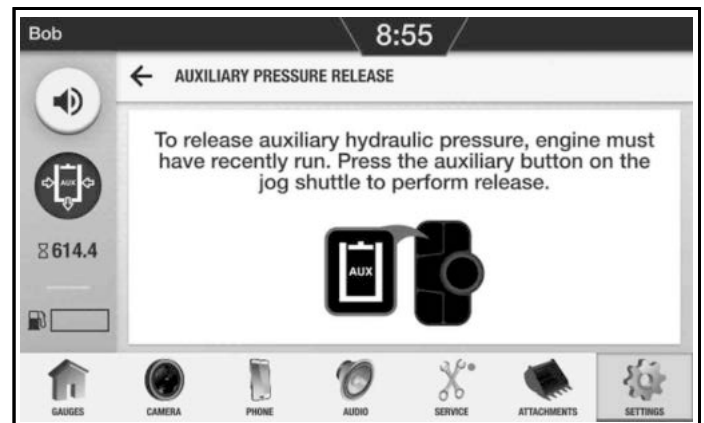 Bob
8:55
AUXILIARY PRESSURE RELEASE
To release auxiliary hydraulic pressure, engine must
have recently run. Press the auxiliary button on the
jog shuttle to perform release.
AUX
614.4
AUX
GAUGES
CAMERA
PHONE
AUDIO
SERVICE
ATTACHMENTS
SETTINGS